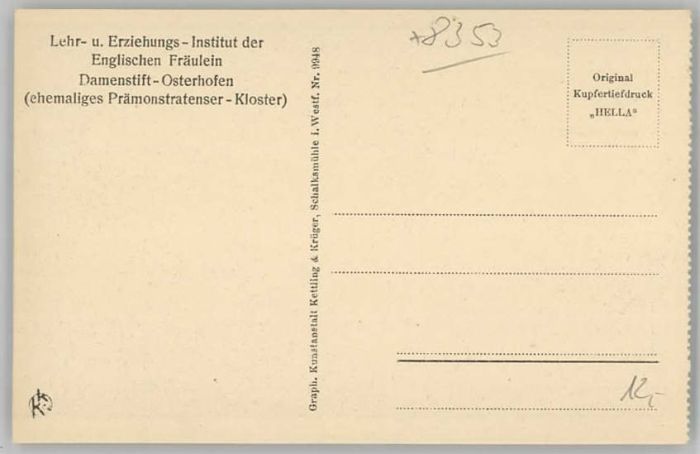 Lehr- u. Erziehungs-Institut der
Englischen Fräulein
Damenstift-Osterhofen
(ehemaliges Prämonstratenser-Kloster)
Graph. Kunstanstalt Kettling & Krüger, Schalksmühle i. Westf. Nr. 9948
*8353
Original
Kupfertiefdruck
„HELLA"
12,-